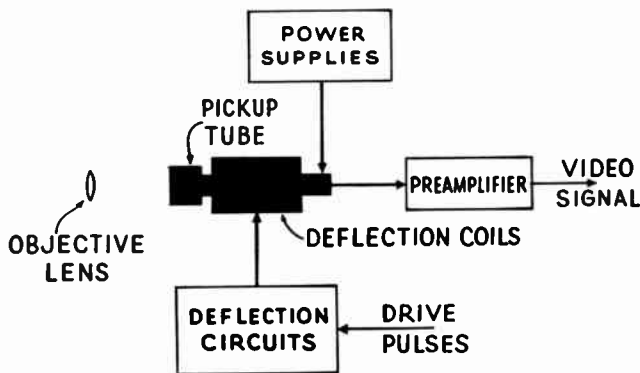 POWER
SUPPLIES
PICKUP
TUBE
PREAMPLIFIER
VIDEO
SIGNAL
OBJECTIVE
LENS
DEFLECTION COILS
DEFLECTION
CIRCUITS
DRIVE
PULSES